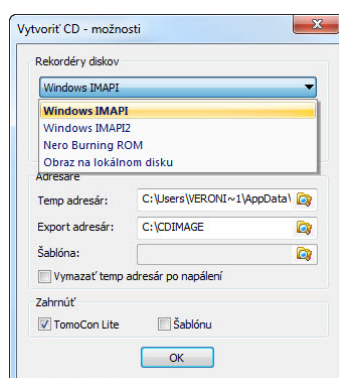 Vytvoriť CD - možnosti
Rekordéry diskov
Windows IMAPI
Windows IMAPI
Windows IMAPI2
Nero Burning ROM
Obraz na lokálnom disku
Adresáre
Temp adresár: C:\Users\VERONI~1\AppData\
Export adresár: C:\CDIMAGE
Šablóna:
Vymazať temp adresár po napálení
Zahrnúť
TomoCon Lite Šablónu
OK